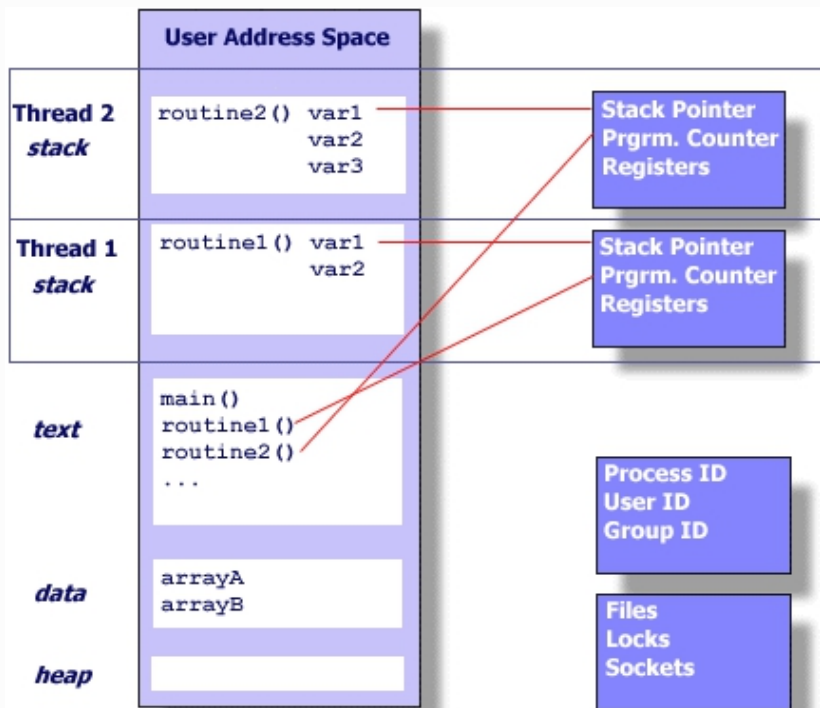 User Address Space
Thread 2
stack
routine2() var1
var2
var3
Stack Pointer
Prgrm. Counter
Registers
Thread 1
stack
routine1() var1
var2
Stack Pointer
Prgrm. Counter
Registers
text
main()
routine1()
routine2()
...
Process ID
User ID
Group ID
data
arrayA
arrayB
Files
Locks
Sockets
heap